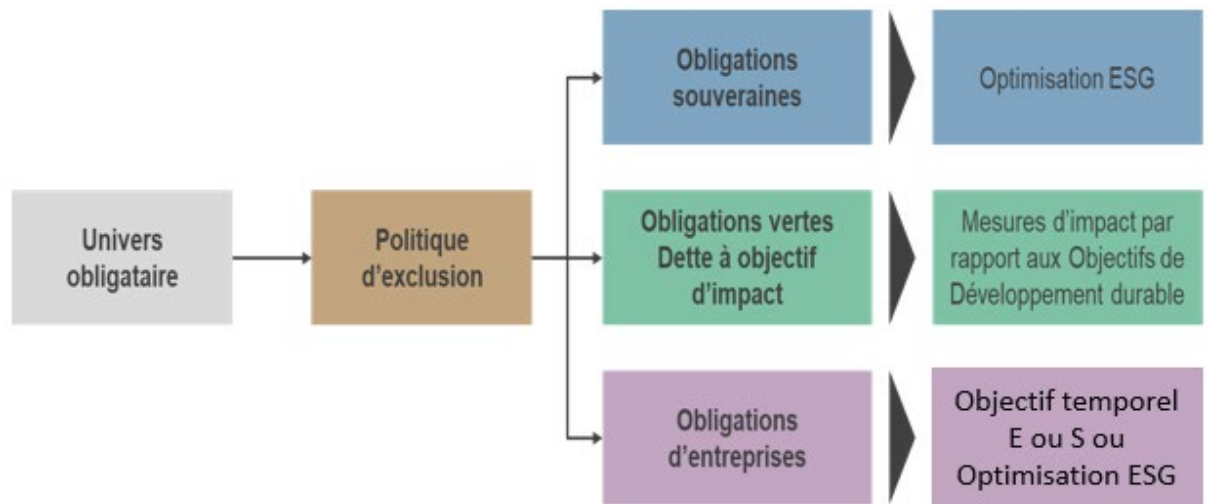 Obligations
souveraines
Optimisation ESG
Univers
obligataire
Politique
d'exclusion
Obligations vertes
Dette à objectif
d'impact
Mesures d'impact par
rapport aux Objectifs de
Développement durable
Obligations
d'entreprises
Objectif temporel
E ou S ou
Optimisation ESG